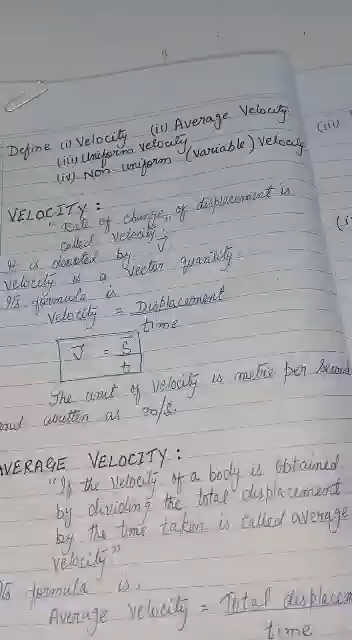 Define (i) Velocity (ii) Average Velocity.
(iii) Uniform velocity
(iv) Non-uniform (variable) velocity
(iii)
VELOCITY:
"Rate of change of displacement is
called velocity"
It is denoted by V⃗
Velocity is a vector quantity.
Its formula is
Velocity = Displacement
time
V⃗ = S⃗
t
The unit of velocity is metre per second
and written as m/s.
AVERAGE VELOCITY:
"If the velocity of a body is obtained
by dividing the total displacement
by the time taken is called average
velocity"
Its formula is,
Average velocity = Total displacem
time